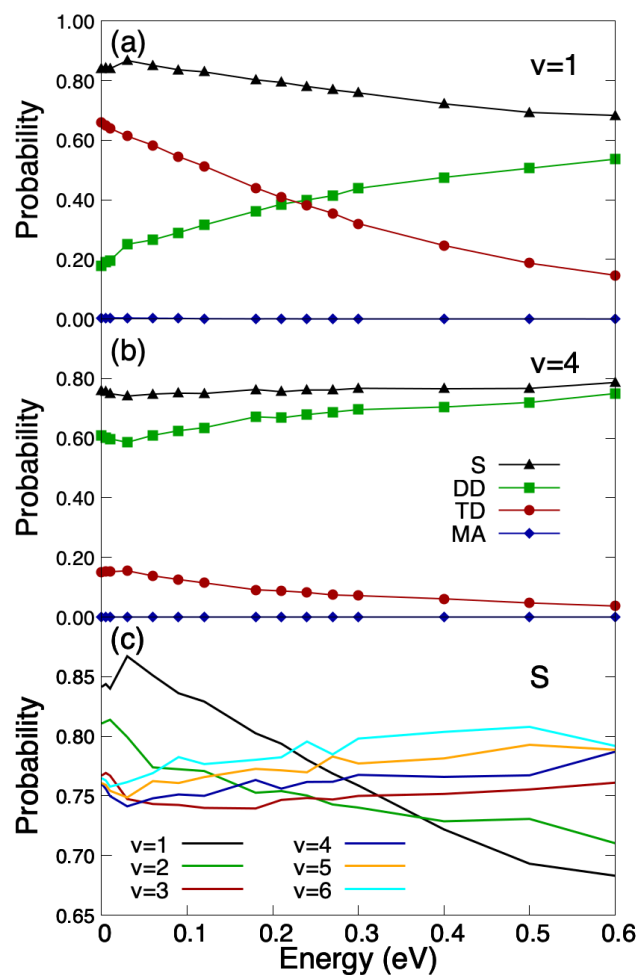 (a)
v=1
1.00
0.80
0.60
0.40
0.20
0.00
Probability
(b)
v=4
0.80
0.60
0.40
0.20
0.00
Probability
S
DD
TD
MA
(c)
S
0.85
0.80
0.75
0.70
0.65
Probability
v=1
v=2
v=3
v=4
v=5
v=6
0 0.1 0.2 0.3 0.4 0.5 0.6
Energy (eV)